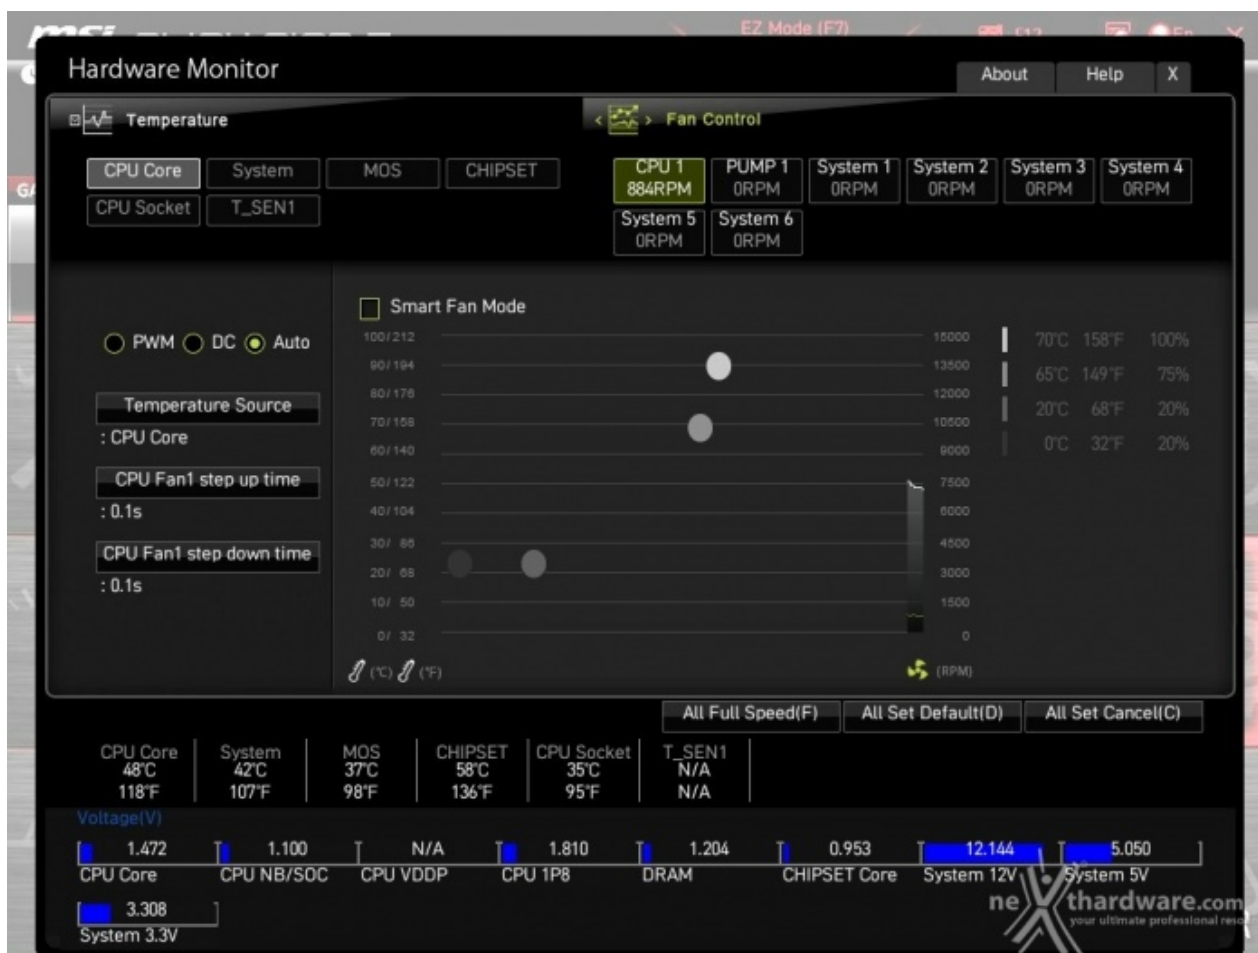 msi
EZ Mode (F7)
F12
En
X
Hardware Monitor
About Help X
Temperature
< > Fan Control
CPU Core System MOS CHIPSET
CPU Socket T_SEN1
CPU 1 PUMP 1 System 1 System 2 System 3 System 4
884RPM 0RPM 0RPM 0RPM 0RPM 0RPM
System 5 System 6
0RPM 0RPM
GA
PWM DC Auto
Temperature Source
: CPU Core
CPU Fan1 step up time
: 0.1s
CPU Fan1 step down time
: 0.1s
Smart Fan Mode
100/212 15000
90/194 13500
80/176 12000
70/158 10500
60/140 9000
50/122 7500
40/104 6000
30/ 86 4500
20/ 68 3000
10/ 50 1500
0/ 32 0
(°C) (°F) (RPM)
70°C 158°F 100%
65°C 149°F 75%
20°C 68°F 20%
0°C 32°F 20%
All Full Speed(F) All Set Default(D) All Set Cancel(C)
CPU Core System MOS CHIPSET CPU Socket T_SEN1
48°C 42°C 37°C 58°C 35°C N/A
118°F 107°F 98°F 136°F 95°F N/A
Voltage(V)
1.472 1.100 N/A 1.810 1.204 0.953 12.144 5.050
CPU Core CPU NB/SOC CPU VDDP CPU 1P8 DRAM CHIPSET Core System 12V System 5V
3.308
System 3.3V
nexthardware.com
your ultimate professional reso